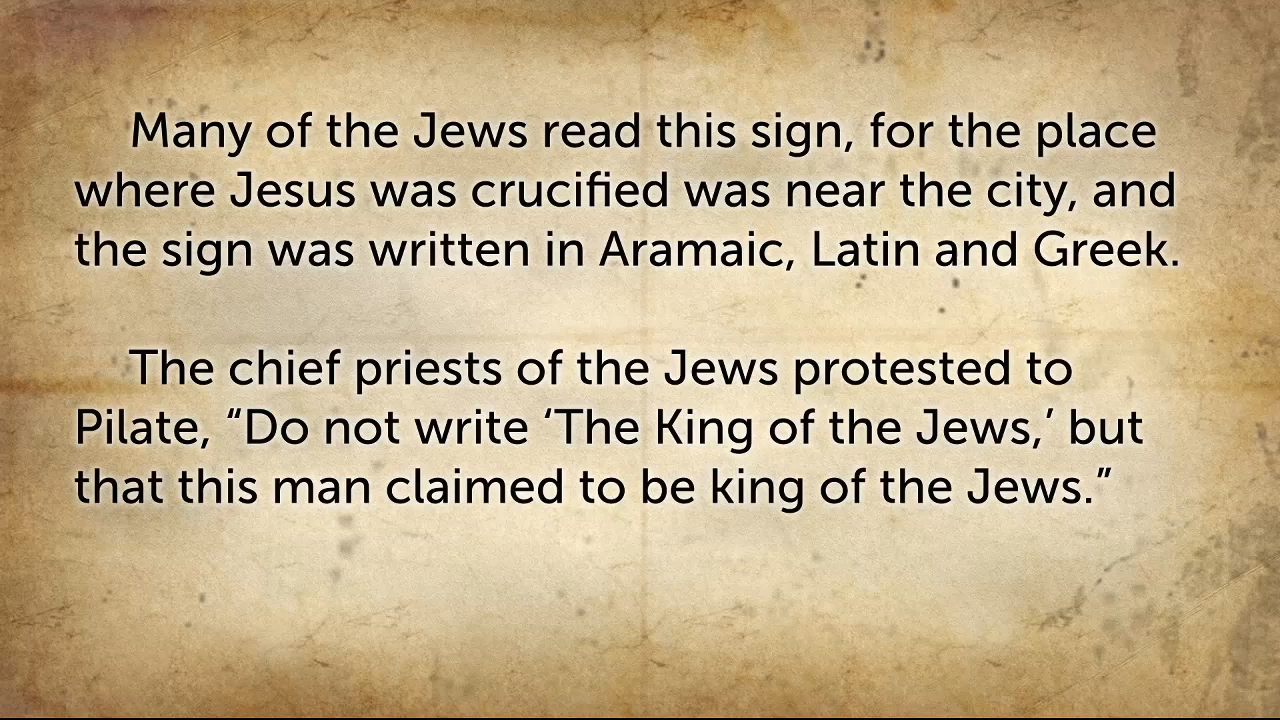 Many of the Jews read this sign, for the place
where Jesus was crucified was near the city, and
the sign was written in Aramaic, Latin and Greek.
The chief priests of the Jews protested to
Pilate, “Do not write ‘The King of the Jews,’ but
that this man claimed to be king of the Jews.”